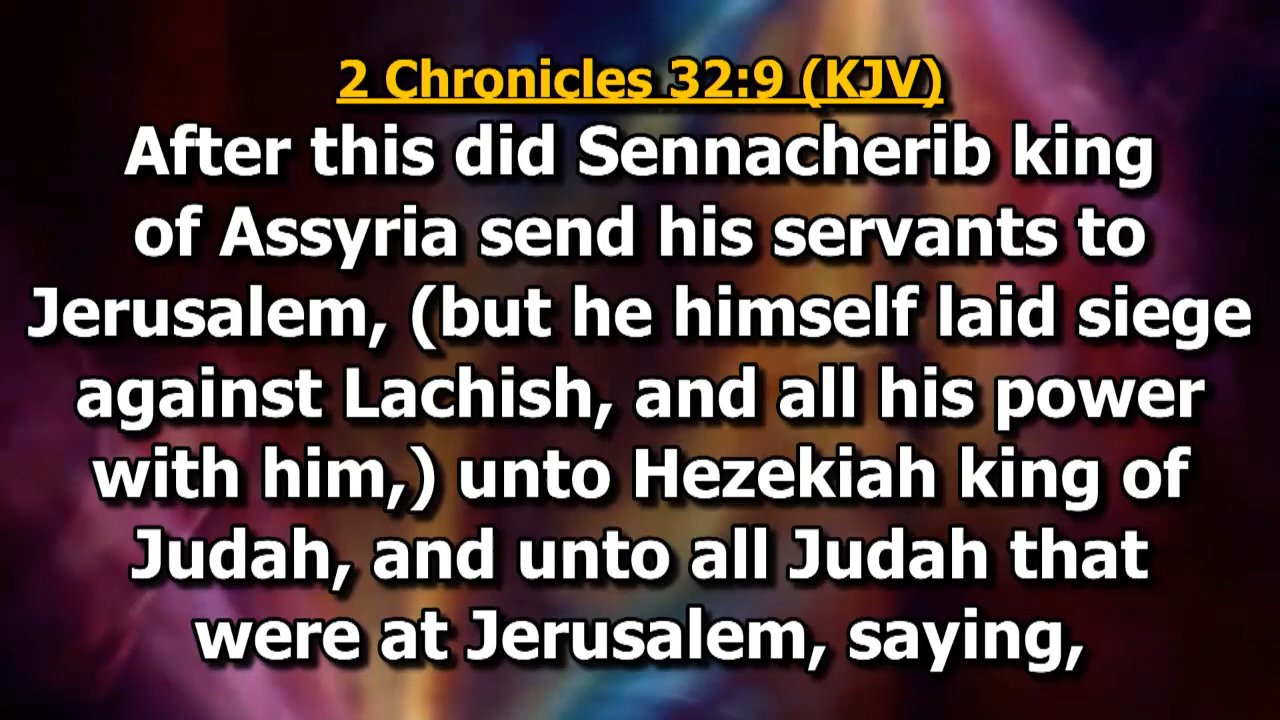 2 Chronicles 32:9 (KJV)
After this did Sennacherib king
of Assyria send his servants to
Jerusalem, (but he himself laid siege
against Lachish, and all his power
with him,) unto Hezekiah king of
Judah, and unto all Judah that
were at Jerusalem, saying,